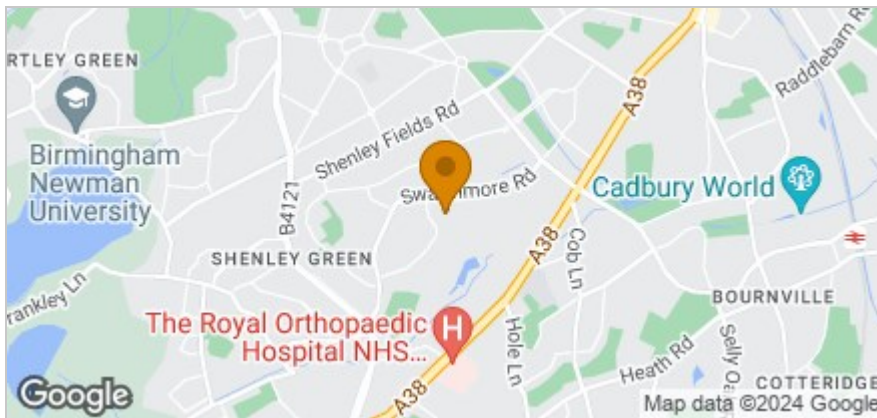 RTLEY GREEN
Birmingham
Newman
University
Shenley Fields Rd
B4121
SHENLEY GREEN
rankley Ln
A38
Raddlebarn R
Cadbury World
A38
Cob Ln
The Royal Orthopaedic
Hospital NHS...
H
Hole Ln
BOURNVILLE
Heath Rd
Selly Oa
COTTERIDGE
A38
Google
Map data ©2024 Google